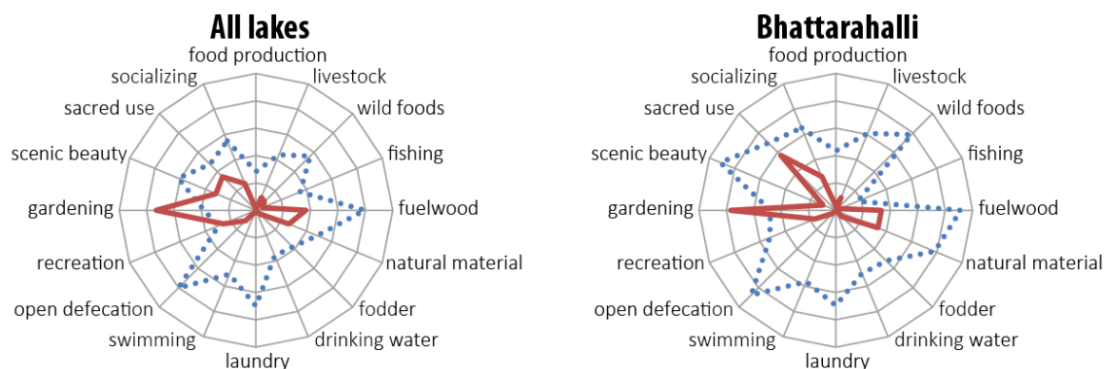 All lakes
food production
livestock
wild foods
fishing
fuelwood
natural material
fodder
drinking water
laundry
swimming
open defecation
recreation
gardening
scenic beauty
sacred use
socializing
Bhattarahalli
food production
livestock
wild foods
fishing
fuelwood
natural material
fodder
drinking water
laundry
swimming
open defecation
recreation
gardening
scenic beauty
sacred use
socializing